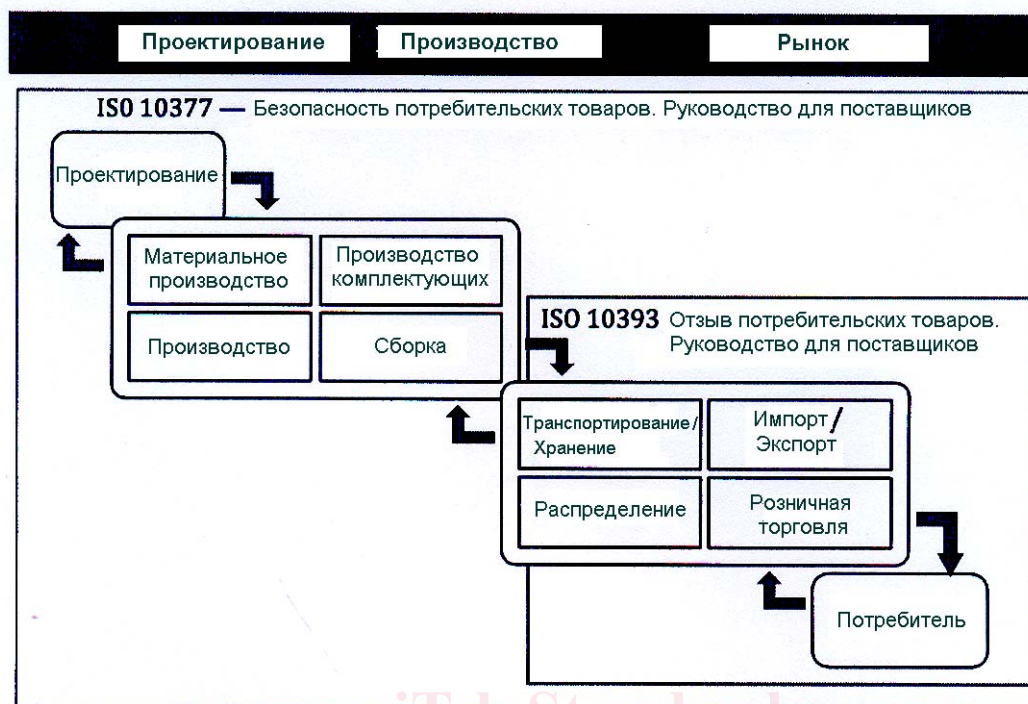 Проектирование
Производство
Рынок
ISO 10377 — Безопасность потребительских товаров. Руководство для поставщиков
Проектирование
Материальное
производство
Производство
комплектующих
Производство
Сборка
ISO 10393 Отзыв потребительских товаров.
Руководство для поставщиков
Транспортирование/
Хранение
Импорт/
Экспорт
Распределение
Розничная
торговля
Потребитель